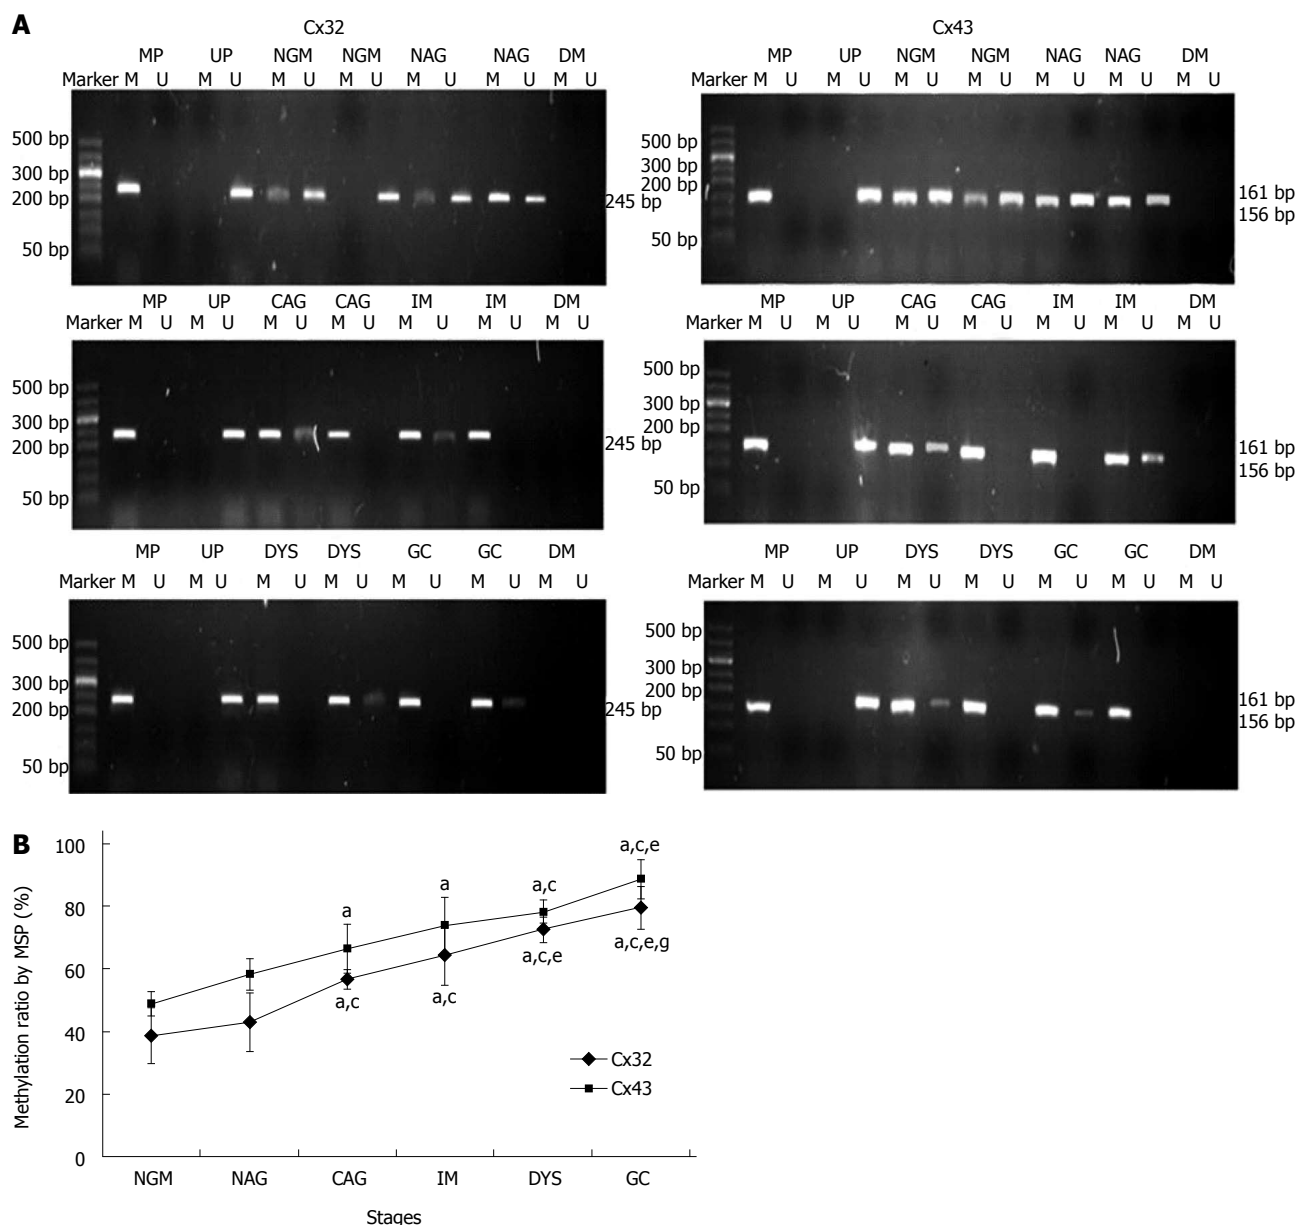 A
Cx32
MP UP NGM NGM NAG NAG DM
Marker M U M U M U M U M U M U M U
500 bp
300 bp
200 bp
50 bp
245 bp
Cx43
MP UP NGM NGM NAG NAG DM
Marker M U M U M U M U M U M U M U
500 bp
300 bp
200 bp
50 bp
161 bp
156 bp
MP UP CAG CAG IM IM DM
Marker M U M U M U M U M U M U M U
500 bp
300 bp
200 bp
50 bp
245 bp
MP UP CAG CAG IM IM DM
Marker M U M U M U M U M U M U M U
500 bp
300 bp
200 bp
50 bp
161 bp
156 bp
MP UP DYS DYS GC GC DM
Marker M U M U M U M U M U M U M U
500 bp
300 bp
200 bp
50 bp
245 bp
MP UP DYS DYS GC GC DM
Marker M U M U M U M U M U M U M U
500 bp
300 bp
200 bp
50 bp
161 bp
156 bp
B
Methylation ratio by MSP (%)
100
80
60
40
20
0
a
a
a,c
a,c,e
a,c
a,c
a,c,e
a,c,e,g
Cx32
Cx43
NGM NAG CAG IM DYS GC
Stages